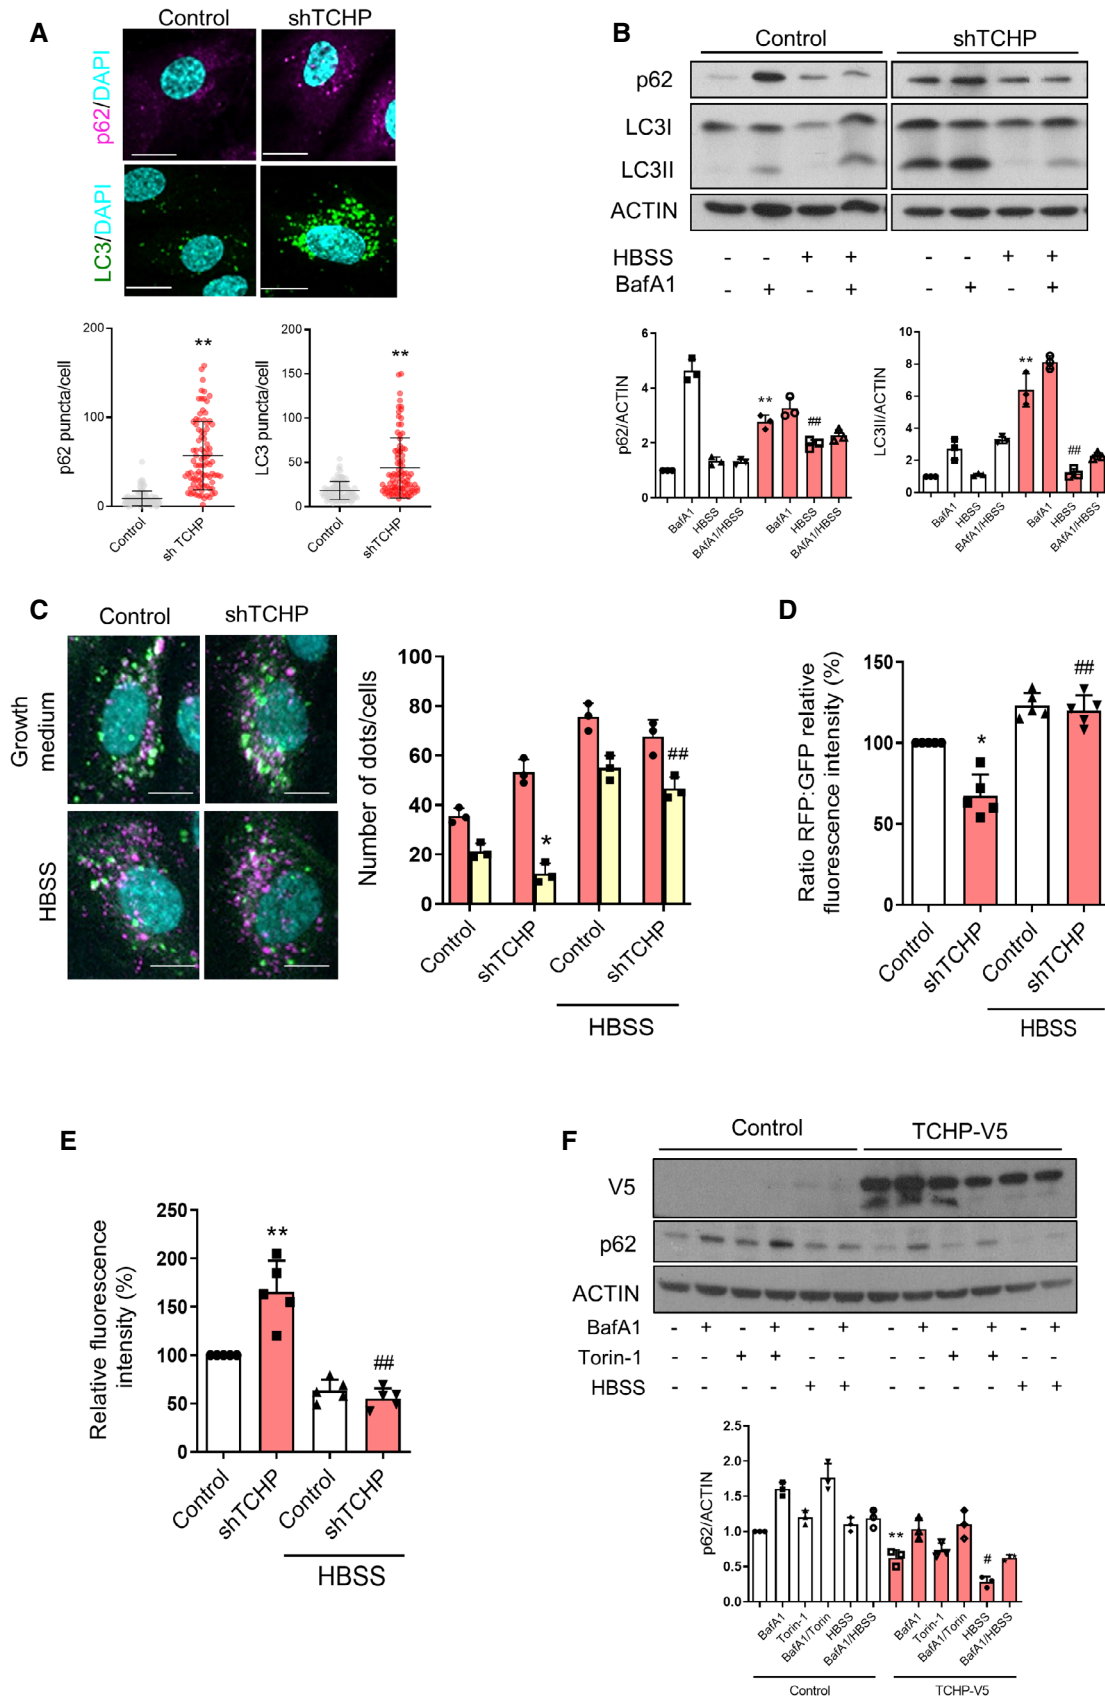 A
Control
shTCHP
p62/DAPI
LC3/DAPI
200
100
0
p62 puncta/cell
**
Control
sh TCHP
200
150
100
50
0
LC3 puncta/cell
**
Control
shTCHP
B
Control
shTCHP
p62
LC3I
LC3II
ACTIN
HBSS - - + + - - + +
BafA1 - + - + - + - +
6
4
2
0
p62/ACTIN
**
##
BafA1
HBSS
BAfA1/HBSS
BafA1
HBSS
BAfA1/HBSS
10
8
6
4
2
0
LC3II/ACTIN
**
##
BafA1
HBSS
BAfA1/HBSS
BafA1
HBSS
BAfA1/HBSS
C
Control
shTCHP
Growth
medium
HBSS
100
80
60
40
20
0
Number of dots/cells
*
##
Control
shTCHP
Control
shTCHP
HBSS
D
150
100
50
0
Ratio RFP:GFP relative
fluorescence intensity (%)
*
##
Control
shTCHP
Control
shTCHP
HBSS
E
250
200
150
100
50
0
Relative fluorescence
intensity (%)
**
##
Control
shTCHP
Control
shTCHP
HBSS
F
Control
TCHP-V5
V5
p62
ACTIN
BafA1 - + - + - + - + - + - +
Torin-1 - - + + - - - - + + - -
HBSS - - - - + + - - - - + +
2.5
2.0
1.5
1.0
0.5
0.0
p62/ACTIN
**
#
BafA1
Torin-1
BafA1/Torin
HBSS
BafA1/HBSS
BafA1
Torin-1
BafA1/Torin
HBSS
BafA1/HBSS
Control
TCHP-V5